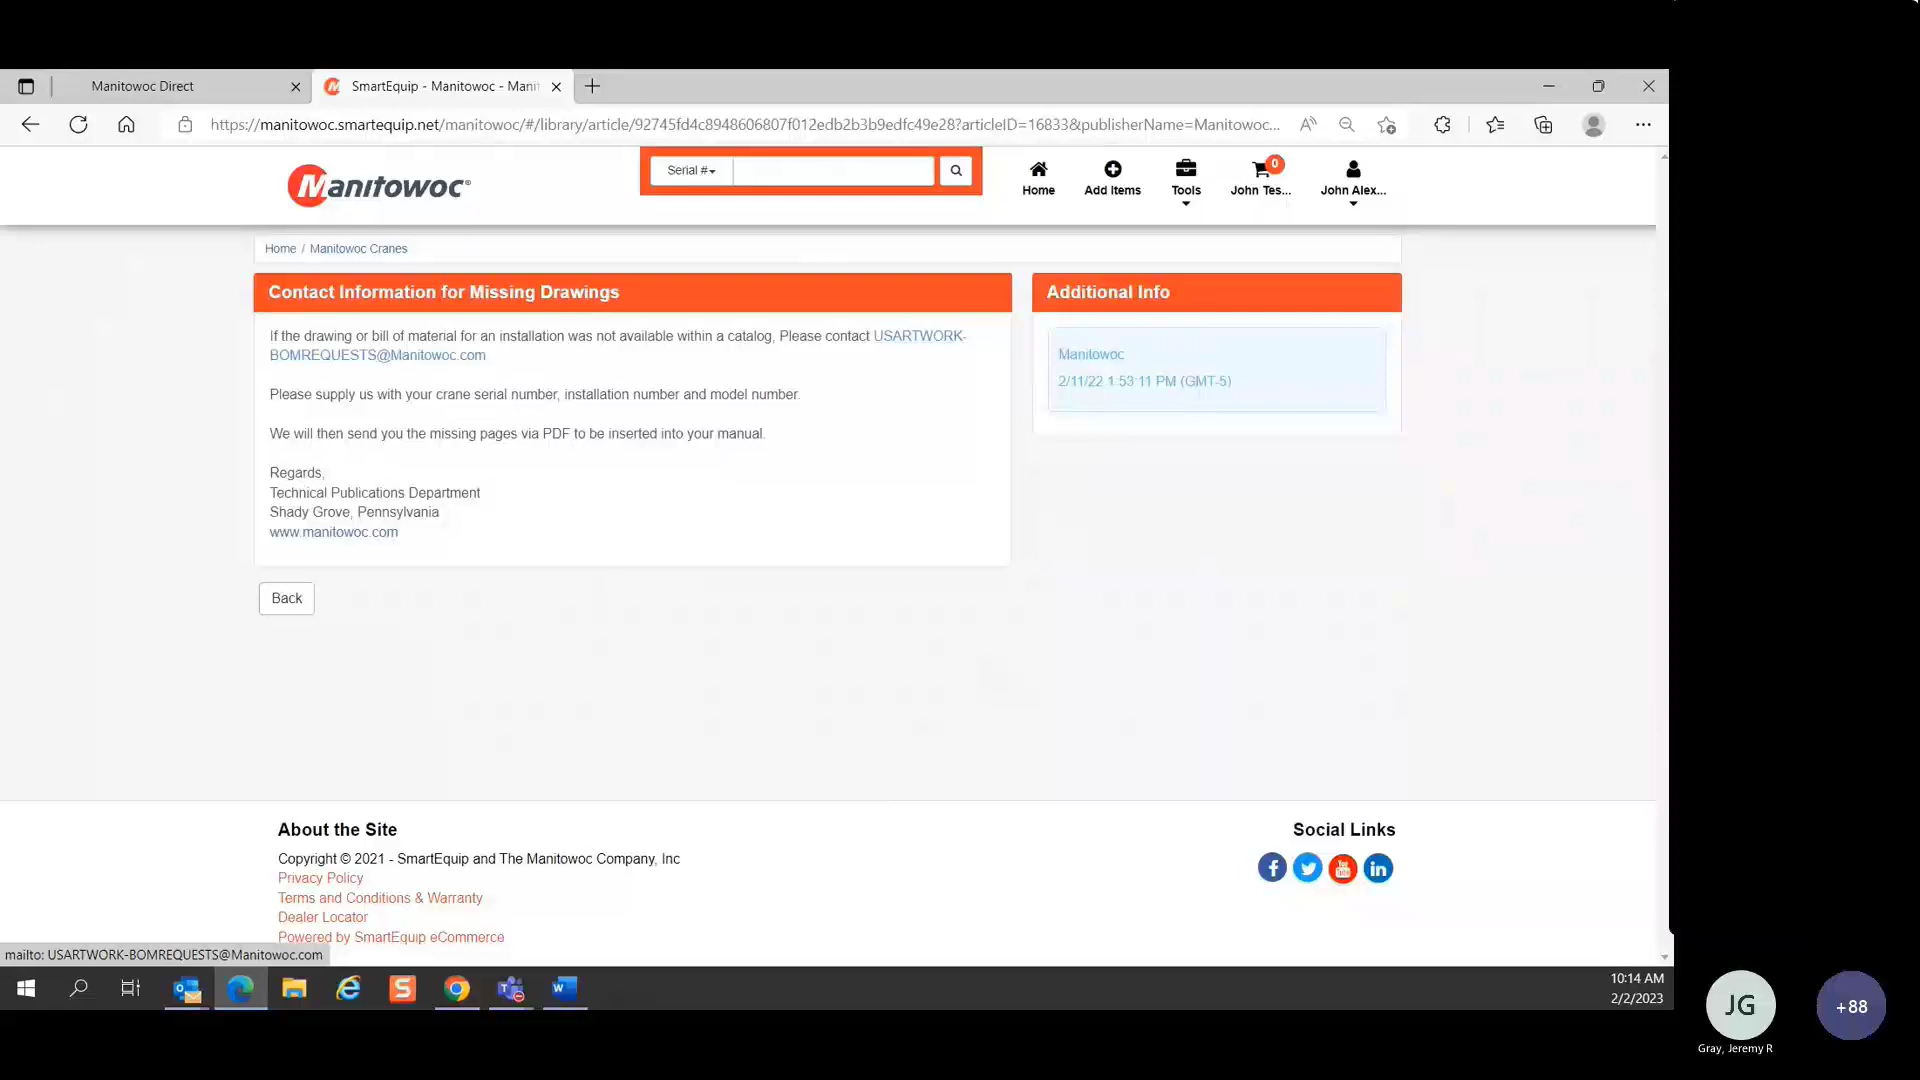 Manitowoc Direct
SmartEquip - Manitowoc - Manit
https://manitowoc.smartequip.net/manitowoc/#/library/article/92745fd4c8948606807f012edb2b3b9edfc49e28?articleID=16833&publisherName=Manitowoc...
Manitowoc®
Serial #
Home
Add Items
Tools
0
John Tes...
John Alex...
Home / Manitowoc Cranes
Contact Information for Missing Drawings
If the drawing or bill of material for an installation was not available within a catalog, Please contact USARTWORK-
BOMREQUESTS@Manitowoc.com
Please supply us with your crane serial number, installation number and model number.
We will then send you the missing pages via PDF to be inserted into your manual.
Regards,
Technical Publications Department
Shady Grove, Pennsylvania
www.manitowoc.com
Back
Additional Info
Manitowoc
2/11/22 1:53:11 PM (GMT-5)
About the Site
Copyright © 2021 - SmartEquip and The Manitowoc Company, Inc
Privacy Policy
Terms and Conditions & Warranty
Dealer Locator
Powered by SmartEquip eCommerce
Social Links
mailto: USARTWORK-BOMREQUESTS@Manitowoc.com
10:14 AM
2/2/2023
JG
+88
Gray, Jeremy R